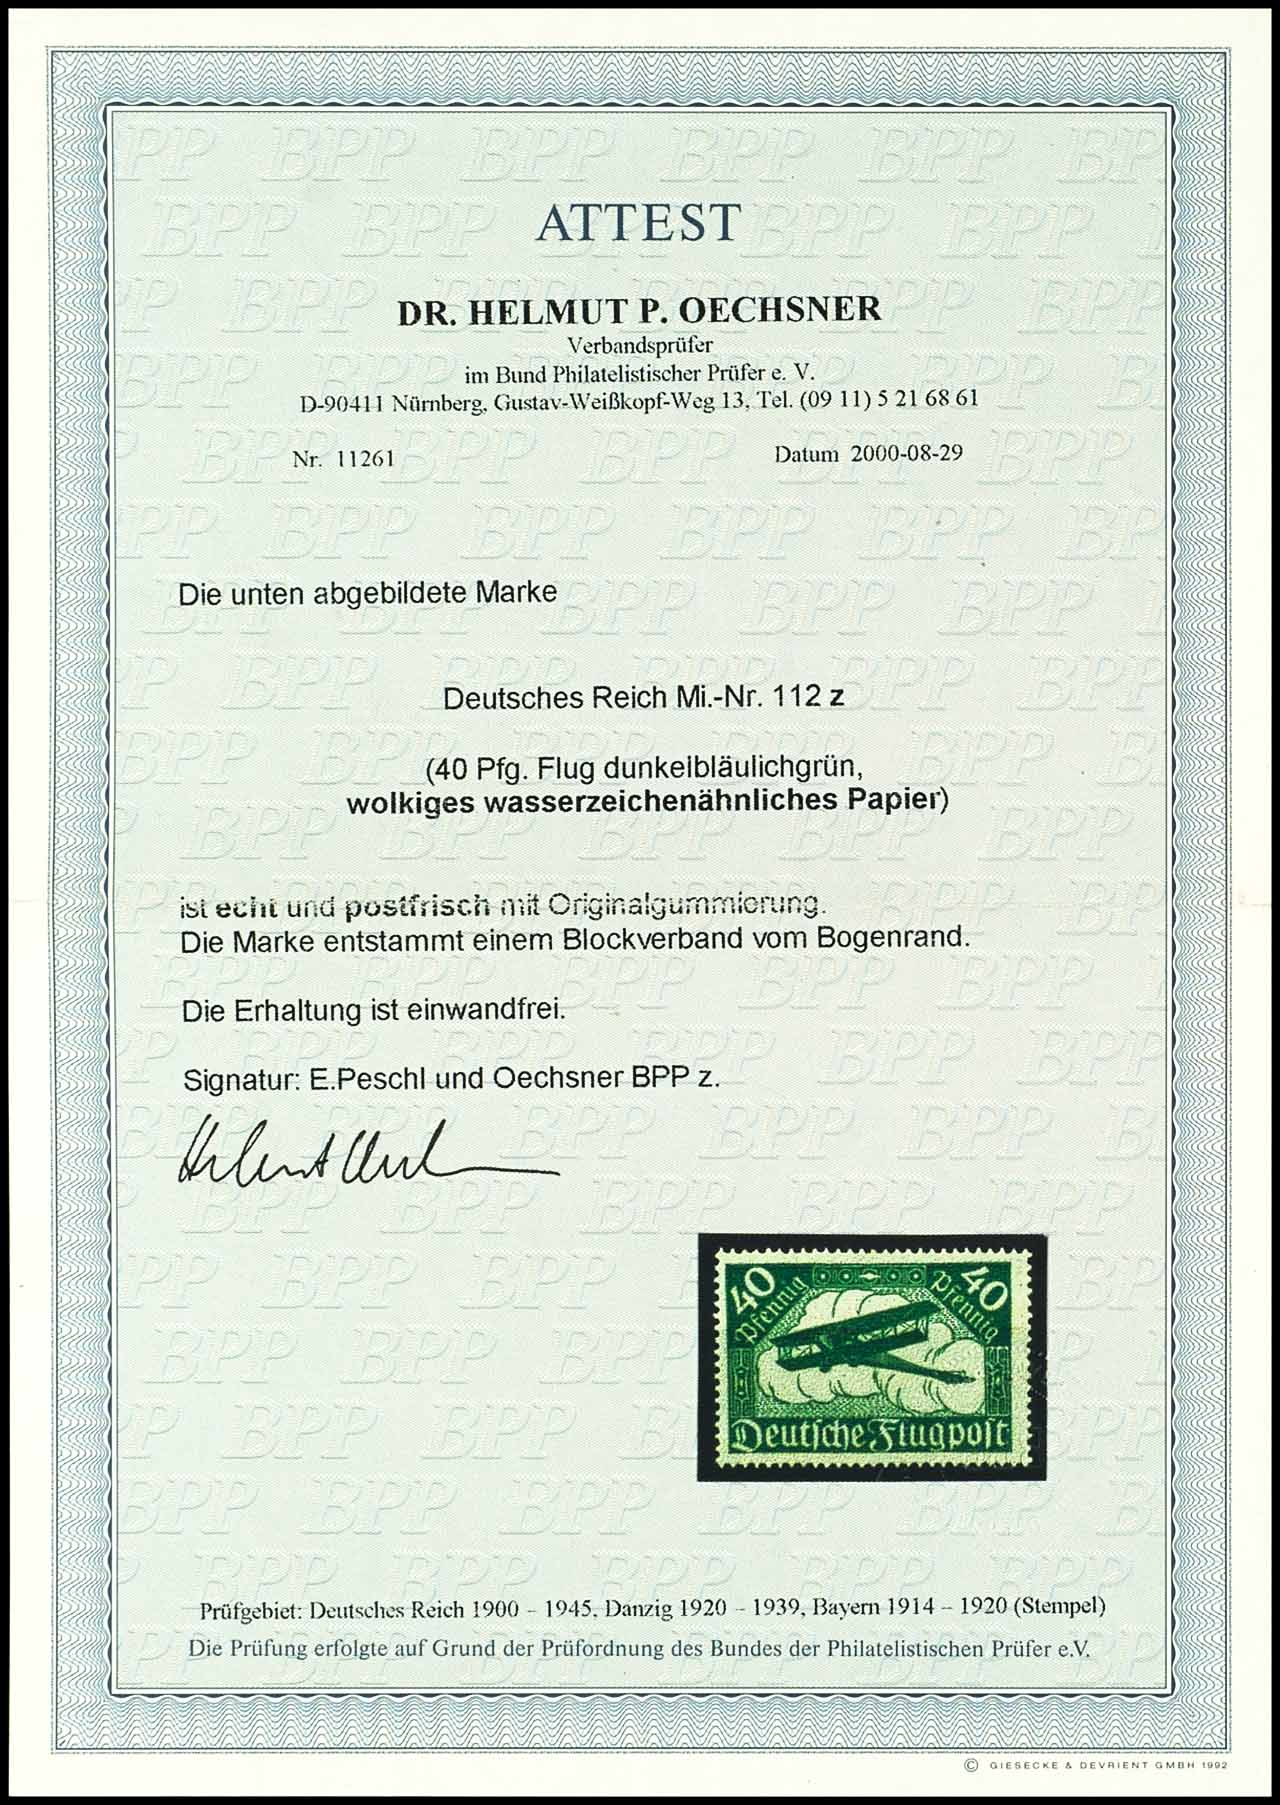 ATTEST
DR. HELMUT P. OECHSNER
Verbandsprüfer
im Bund Philatelistischer Prüfer e. V.
D-90411 Nürnberg, Gustav-Weißkopf-Weg 13, Tel. (09 11) 5 21 68 61
Nr. 11261 Datum 2000-08-29
Die unten abgebildete Marke
Deutsches Reich Mi.-Nr. 112 z
(40 Pfg. Flug dunkelbläulichgrün,
wolkiges wasserzeichenähnliches Papier)
ist echt und postfrisch mit Originalgummierung.
Die Marke entstammt einem Blockverband vom Bogenrand.
Die Erhaltung ist einwandfrei.
Signatur: E.Peschl und Oechsner BPP z.
40 Pfennig 40 Pfennig
Deutsche Flugpost
Prüfgebiet: Deutsches Reich 1900 – 1945, Danzig 1920 – 1939, Bayern 1914 – 1920 (Stempel)
Die Prüfung erfolgte auf Grund der Prüfordnung des Bundes der Philatelistischen Prüfer e.V.
© GIESECKE & DEVRIENT GMBH 1992